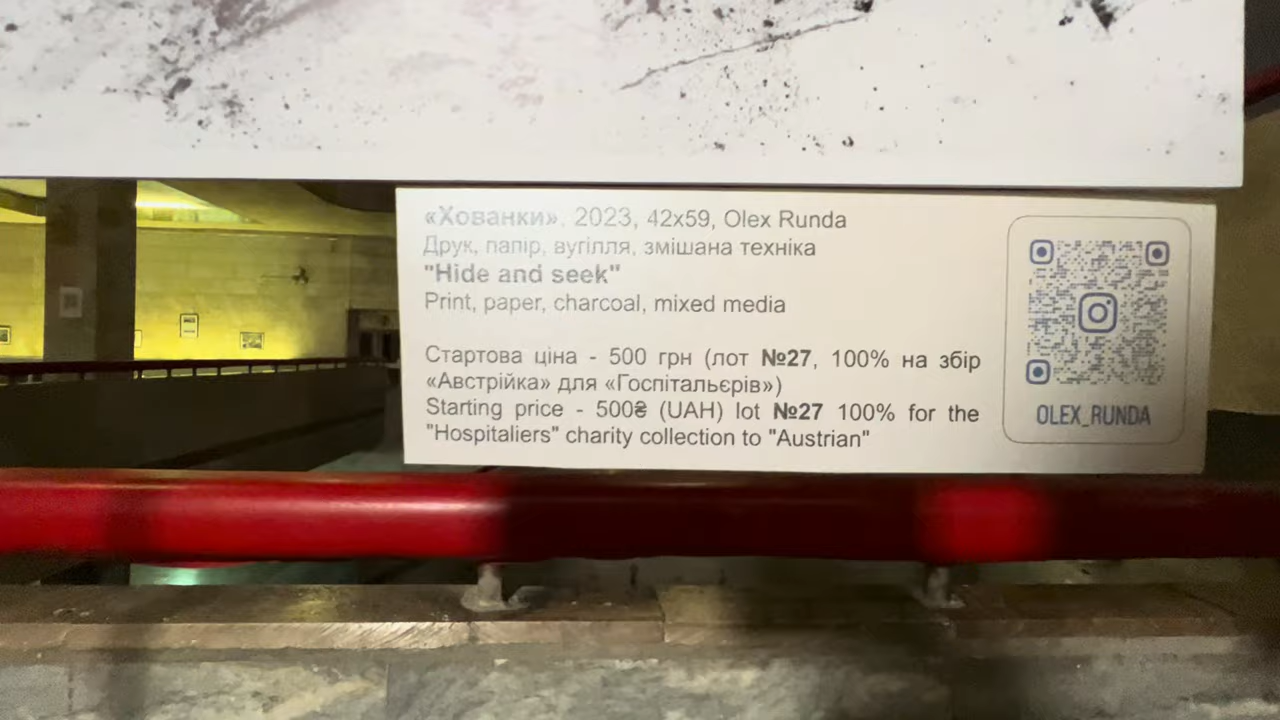 «Хованки», 2023, 42x59, Olex Runda
Друк, папір, вугілля, змішана техніка
"Hide and seek"
Print, paper, charcoal, mixed media
Стартова ціна - 500 грн (лот №27, 100% на збір
«Австрійка» для «Госпітальєрів»)
Starting price - 500₴ (UAH) lot №27 100% for the
"Hospitaliers" charity collection to "Austrian"
OLEX_RUNDA